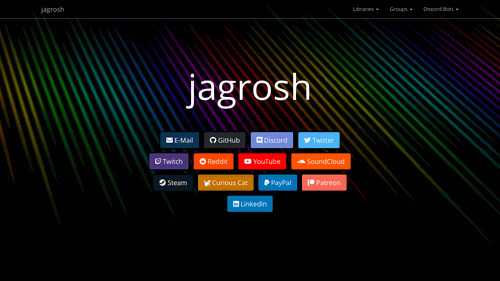 jagrosh Libraries Groups Discord Bots
jagrosh
E-Mail GitHub Discord Twitter
Twitch Reddit YouTube SoundCloud
Steam Curious Cat PayPal Patreon
LinkedIn